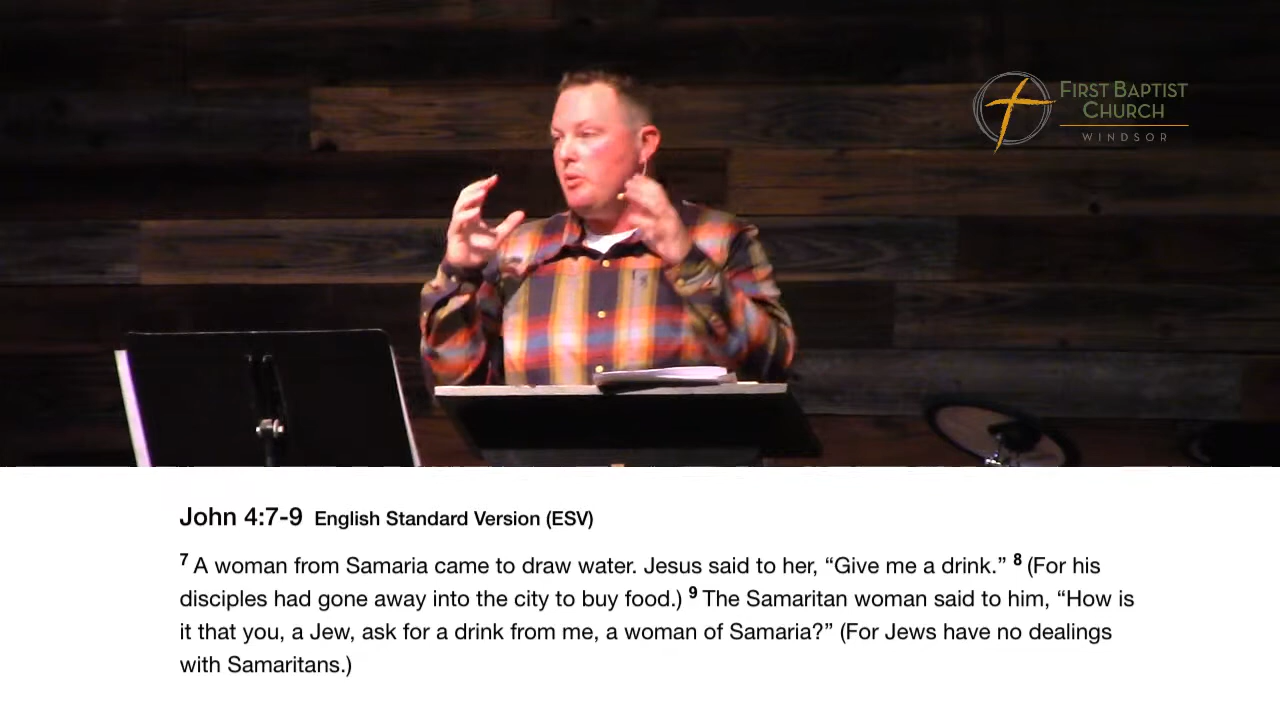 FIRST BAPTIST
CHURCH
WINDSOR
John 4:7-9 English Standard Version (ESV)
7 A woman from Samaria came to draw water. Jesus said to her, “Give me a drink.” 8 (For his
disciples had gone away into the city to buy food.) 9 The Samaritan woman said to him, “How is
it that you, a Jew, ask for a drink from me, a woman of Samaria?” (For Jews have no dealings
with Samaritans.)